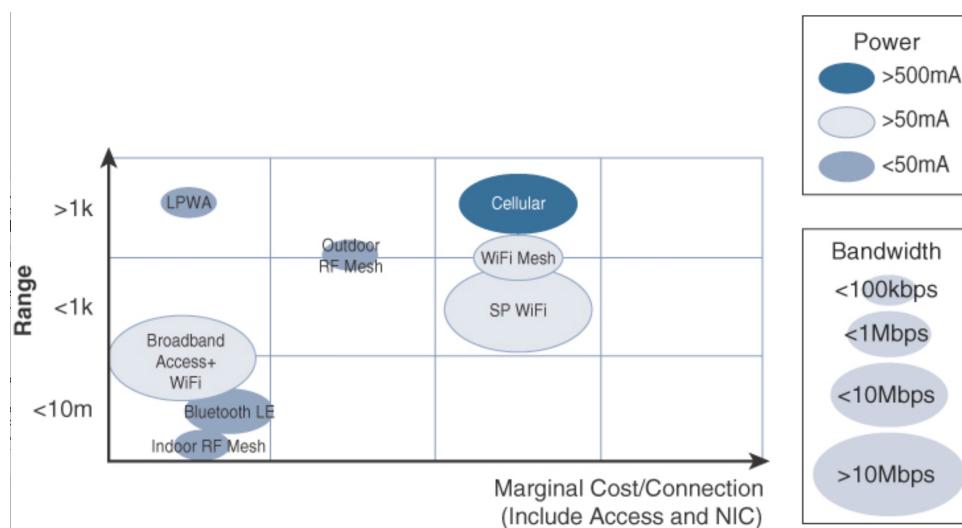 Power
>500mA
>50mA
<50mA
>1k
<1k
<10m
Range
LPWA
Outdoor
RF Mesh
Cellular
WiFi Mesh
SP WiFi
Broadband
Access+
WiFi
Bluetooth LE
Indoor RF Mesh
Marginal Cost/Connection
(Include Access and NIC)
Bandwidth
<100kbps
<1Mbps
<10Mbps
>10Mbps